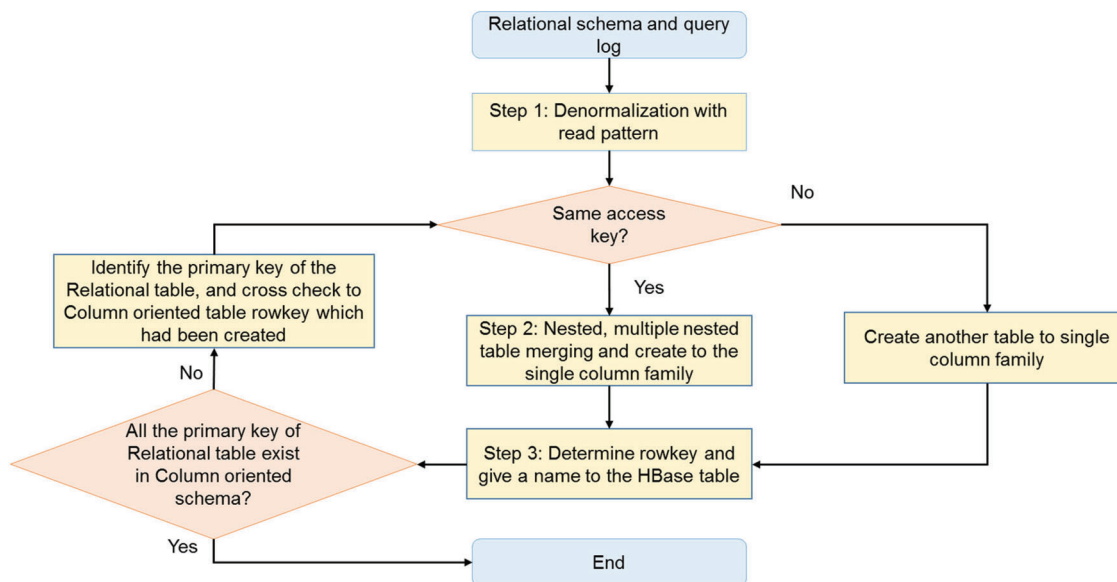 Relational schema and query
log
Step 1: Denormalization with
read pattern
No
Same access
key?
Identify the primary key of the
Relational table, and cross check to
Column oriented table rowkey which
had been created
Yes
Step 2: Nested, multiple nested
table merging and create to the
single column family
Create another table to single
column family
No
All the primary key of
Relational table exist
in Column oriented
schema?
Step 3: Determine rowkey and
give a name to the HBase table
Yes
End